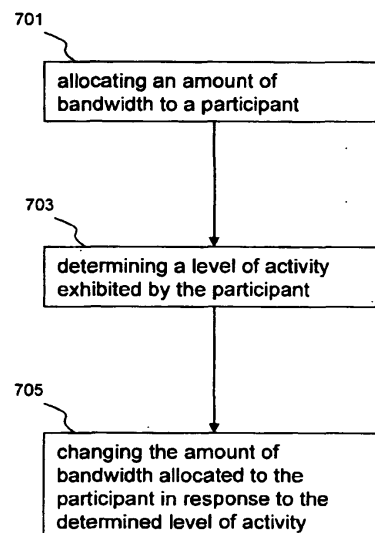 701
allocating an amount of
bandwidth to a participant
703
determining a level of activity
exhibited by the participant
705
changing the amount of
bandwidth allocated to the
participant in response to the
determined level of activity